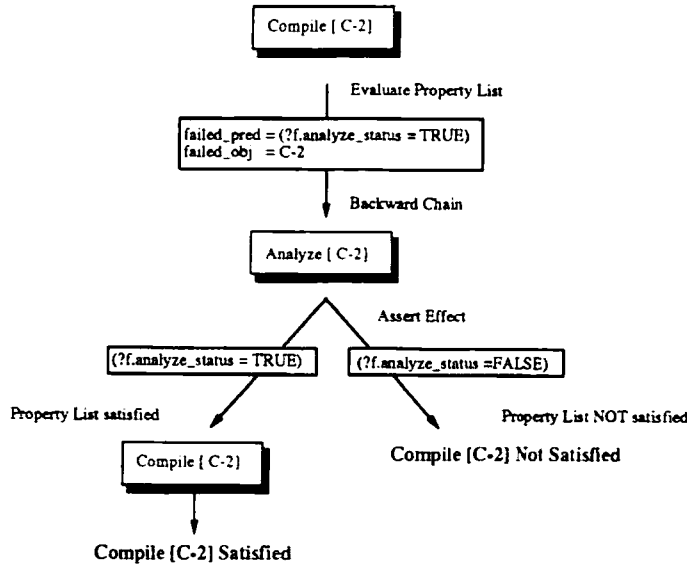 Compile [ C-2]
Evaluate Property List
failed_pred = (?f.analyze_status = TRUE)
failed_obj = C-2
Backward Chain
Analyze [ C-2]
Assert Effect
(?f.analyze_status = TRUE)
(?f.analyze_status =FALSE)
Property List satisfied
Property List NOT satisfied
Compile [ C-2]
Compile [C-2] Not Satisfied
Compile [C-2] Satisfied